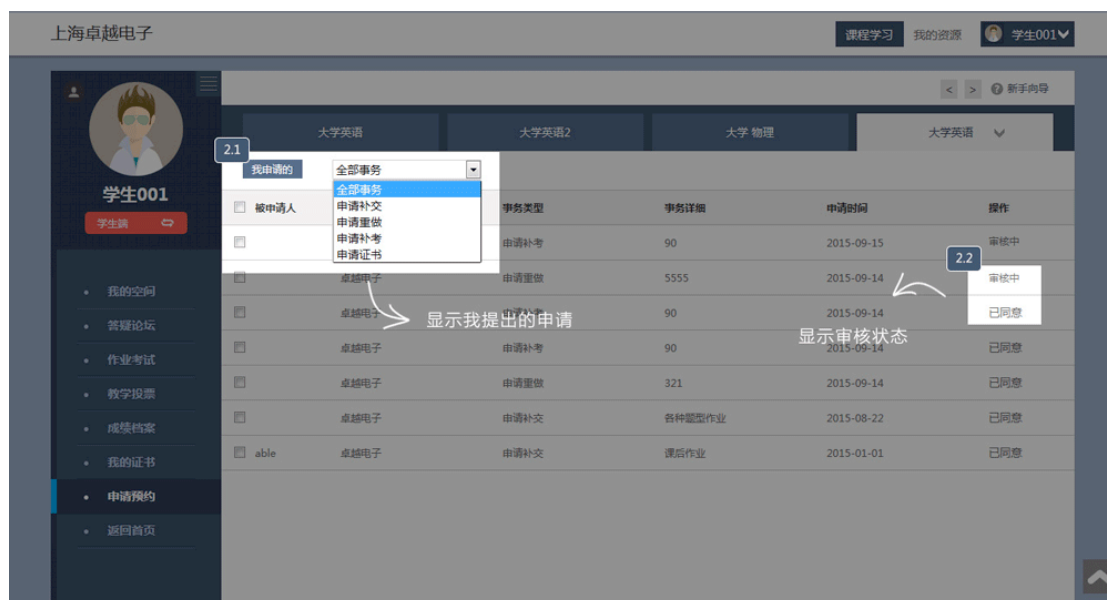 上海卓越电子
课程学习 我的资源 学生001
< > ? 新手向导
大学英语 大学英语2 大学 物理 大学英语
2.1
我申请的 全部事务
全部事务
申请补交
申请重做
申请补考
申请证书
被申请人 事务类型 事务详细 申请时间 操作
申请补考 90 2015-09-15 审核中
2.2
卓越电子 申请重做 5555 2015-09-14 审核中
卓越电子 90 2015-09-14 已同意
显示我提出的申请
显示审核状态
卓越电子 申请补考 90 2015-09-14 已同意
卓越电子 申请重做 321 2015-09-14 已同意
卓越电子 申请补交 各种题型作业 2015-08-22 已同意
able 卓越电子 申请补交 课后作业 2015-01-01 已同意
学生001
学生端
我的空间
答疑论坛
作业考试
教学投票
成绩档案
我的证书
申请预约
返回首页